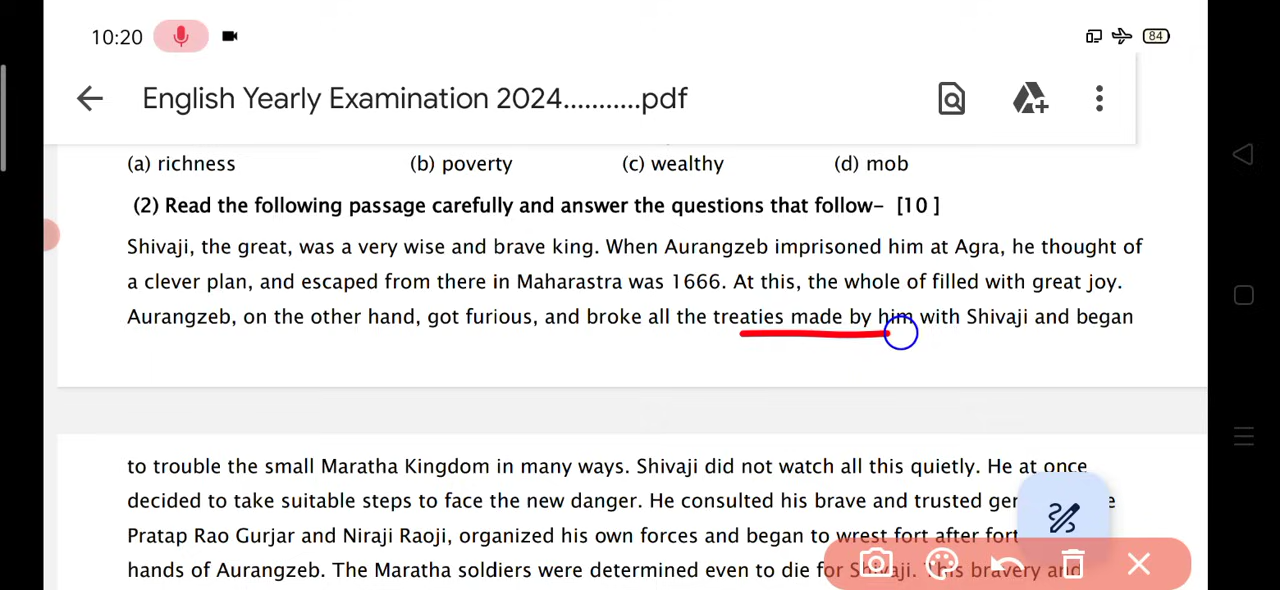 10:20
84
English Yearly Examination 2024...........pdf
(a) richness (b) poverty (c) wealthy (d) mob
(2) Read the following passage carefully and answer the questions that follow– [10 ]
Shivaji, the great, was a very wise and brave king. When Aurangzeb imprisoned him at Agra, he thought of
a clever plan, and escaped from there in Maharastra was 1666. At this, the whole of filled with great joy.
Aurangzeb, on the other hand, got furious, and broke all the treaties made by him with Shivaji and began
to trouble the small Maratha Kingdom in many ways. Shivaji did not watch all this quietly. He at once
decided to take suitable steps to face the new danger. He consulted his brave and trusted
Pratap Rao Gurjar and Niraji Raoji, organized his own forces and began to wrest fort after fort
hands of Aurangzeb. The Maratha soldiers were determined even to die for Shivaji. This bravery and